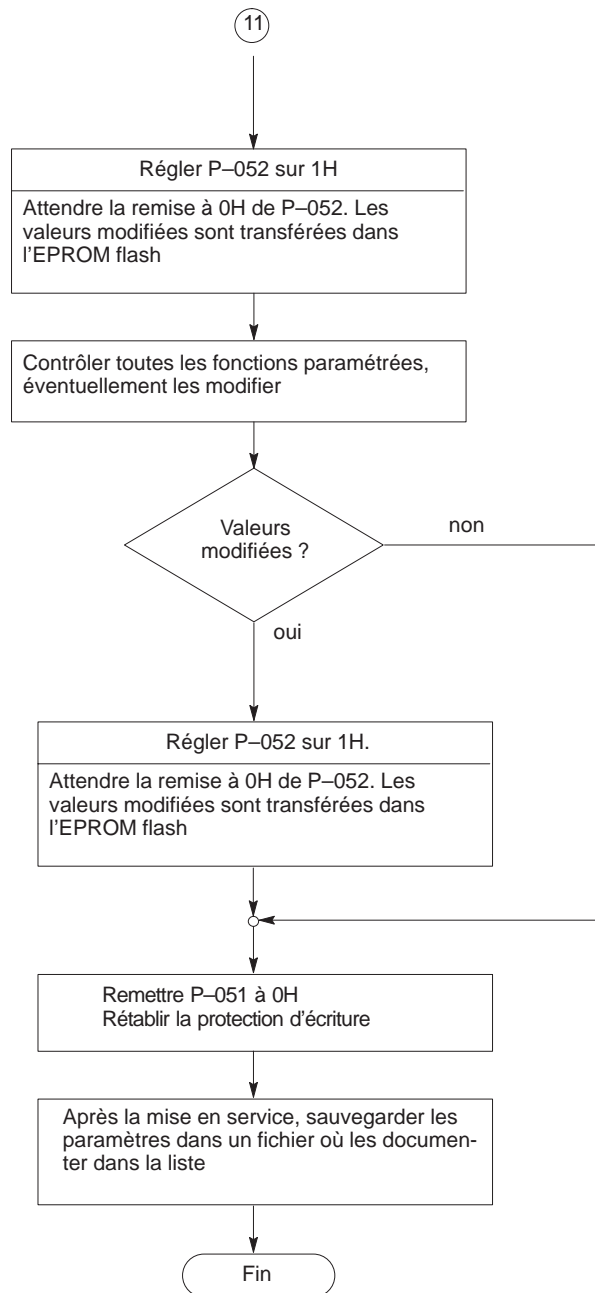 11
Régler P–052 sur 1H
Attendre la remise à 0H de P–052. Les
valeurs modifiées sont transférées dans
l’EPROM flash
Contrôler toutes les fonctions paramétrées,
éventuellement les modifier
Valeurs
modifiées ?
non
oui
Régler P–052 sur 1H.
Attendre la remise à 0H de P–052. Les
valeurs modifiées sont transférées dans
l’EPROM flash
Remettre P–051 à 0H
Rétablir la protection d’écriture
Après la mise en service, sauvegarder les
paramètres dans un fichier où les documen-
ter dans la liste
Fin